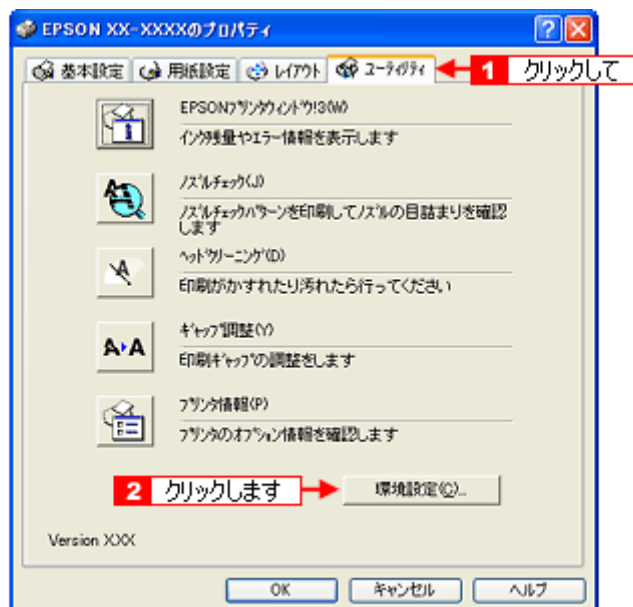 EPSON XX-XXXXのプロパティ
基本設定 用紙設定 レイアウト ユーティリティ 1 クリックして
EPSONプリンタウィンドウ!3(W)
インク残量やエラー情報を表示します
ノズルチェック(J)
ノズルチェックパターンを印刷してノズルの目詰まりを確認
します
ヘッドクリーニング(D)
印刷がかすれたり汚れたら行ってください
A▸A
ギャップ調整(Y)
印刷ギャップの調整をします
プリンタ情報(P)
プリンタのオプション情報を確認します
2 クリックします 環境設定(C)...
Version XXX
OK キャンセル ヘルプ